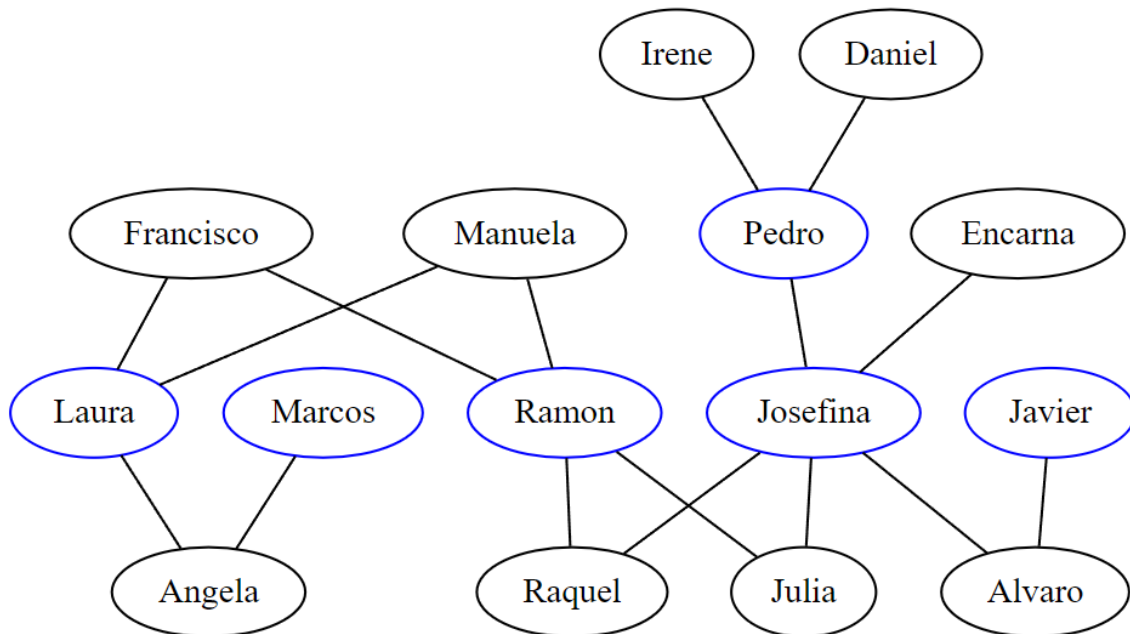 Irene
Daniel
Francisco
Manuela
Pedro
Encarna
Laura
Marcos
Ramon
Josefina
Javier
Angela
Raquel
Julia
Alvaro